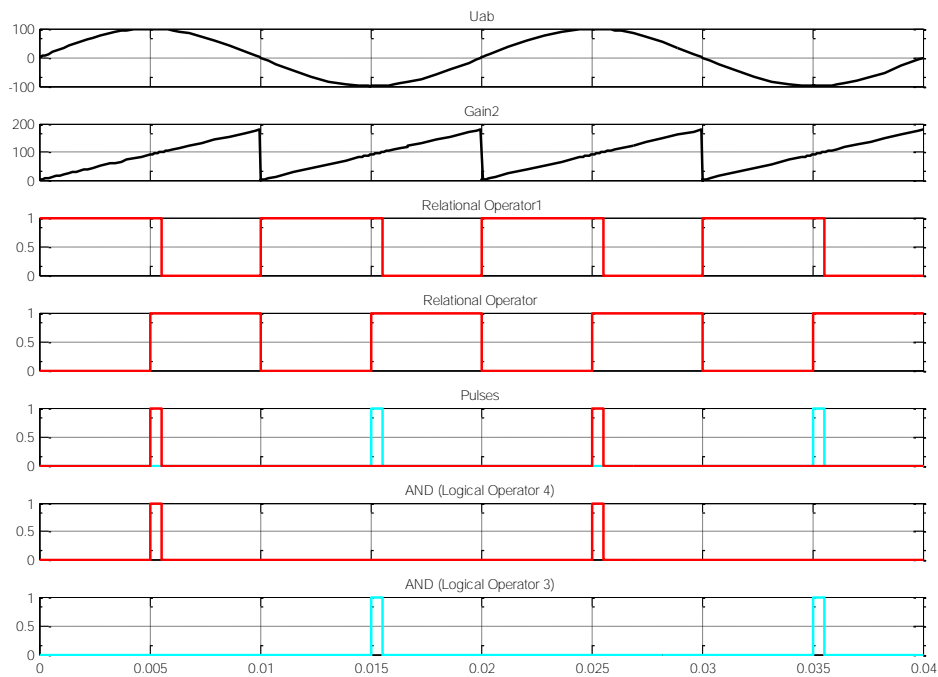 Uab
100
0
-100
Gain2
200
100
0
Relational Operator1
1
0.5
0
Relational Operator
1
0.5
0
Pulses
1
0.5
0
AND (Logical Operator 4)
1
0.5
0
AND (Logical Operator 3)
1
0.5
0
0 0.005 0.01 0.015 0.02 0.025 0.03 0.035 0.04